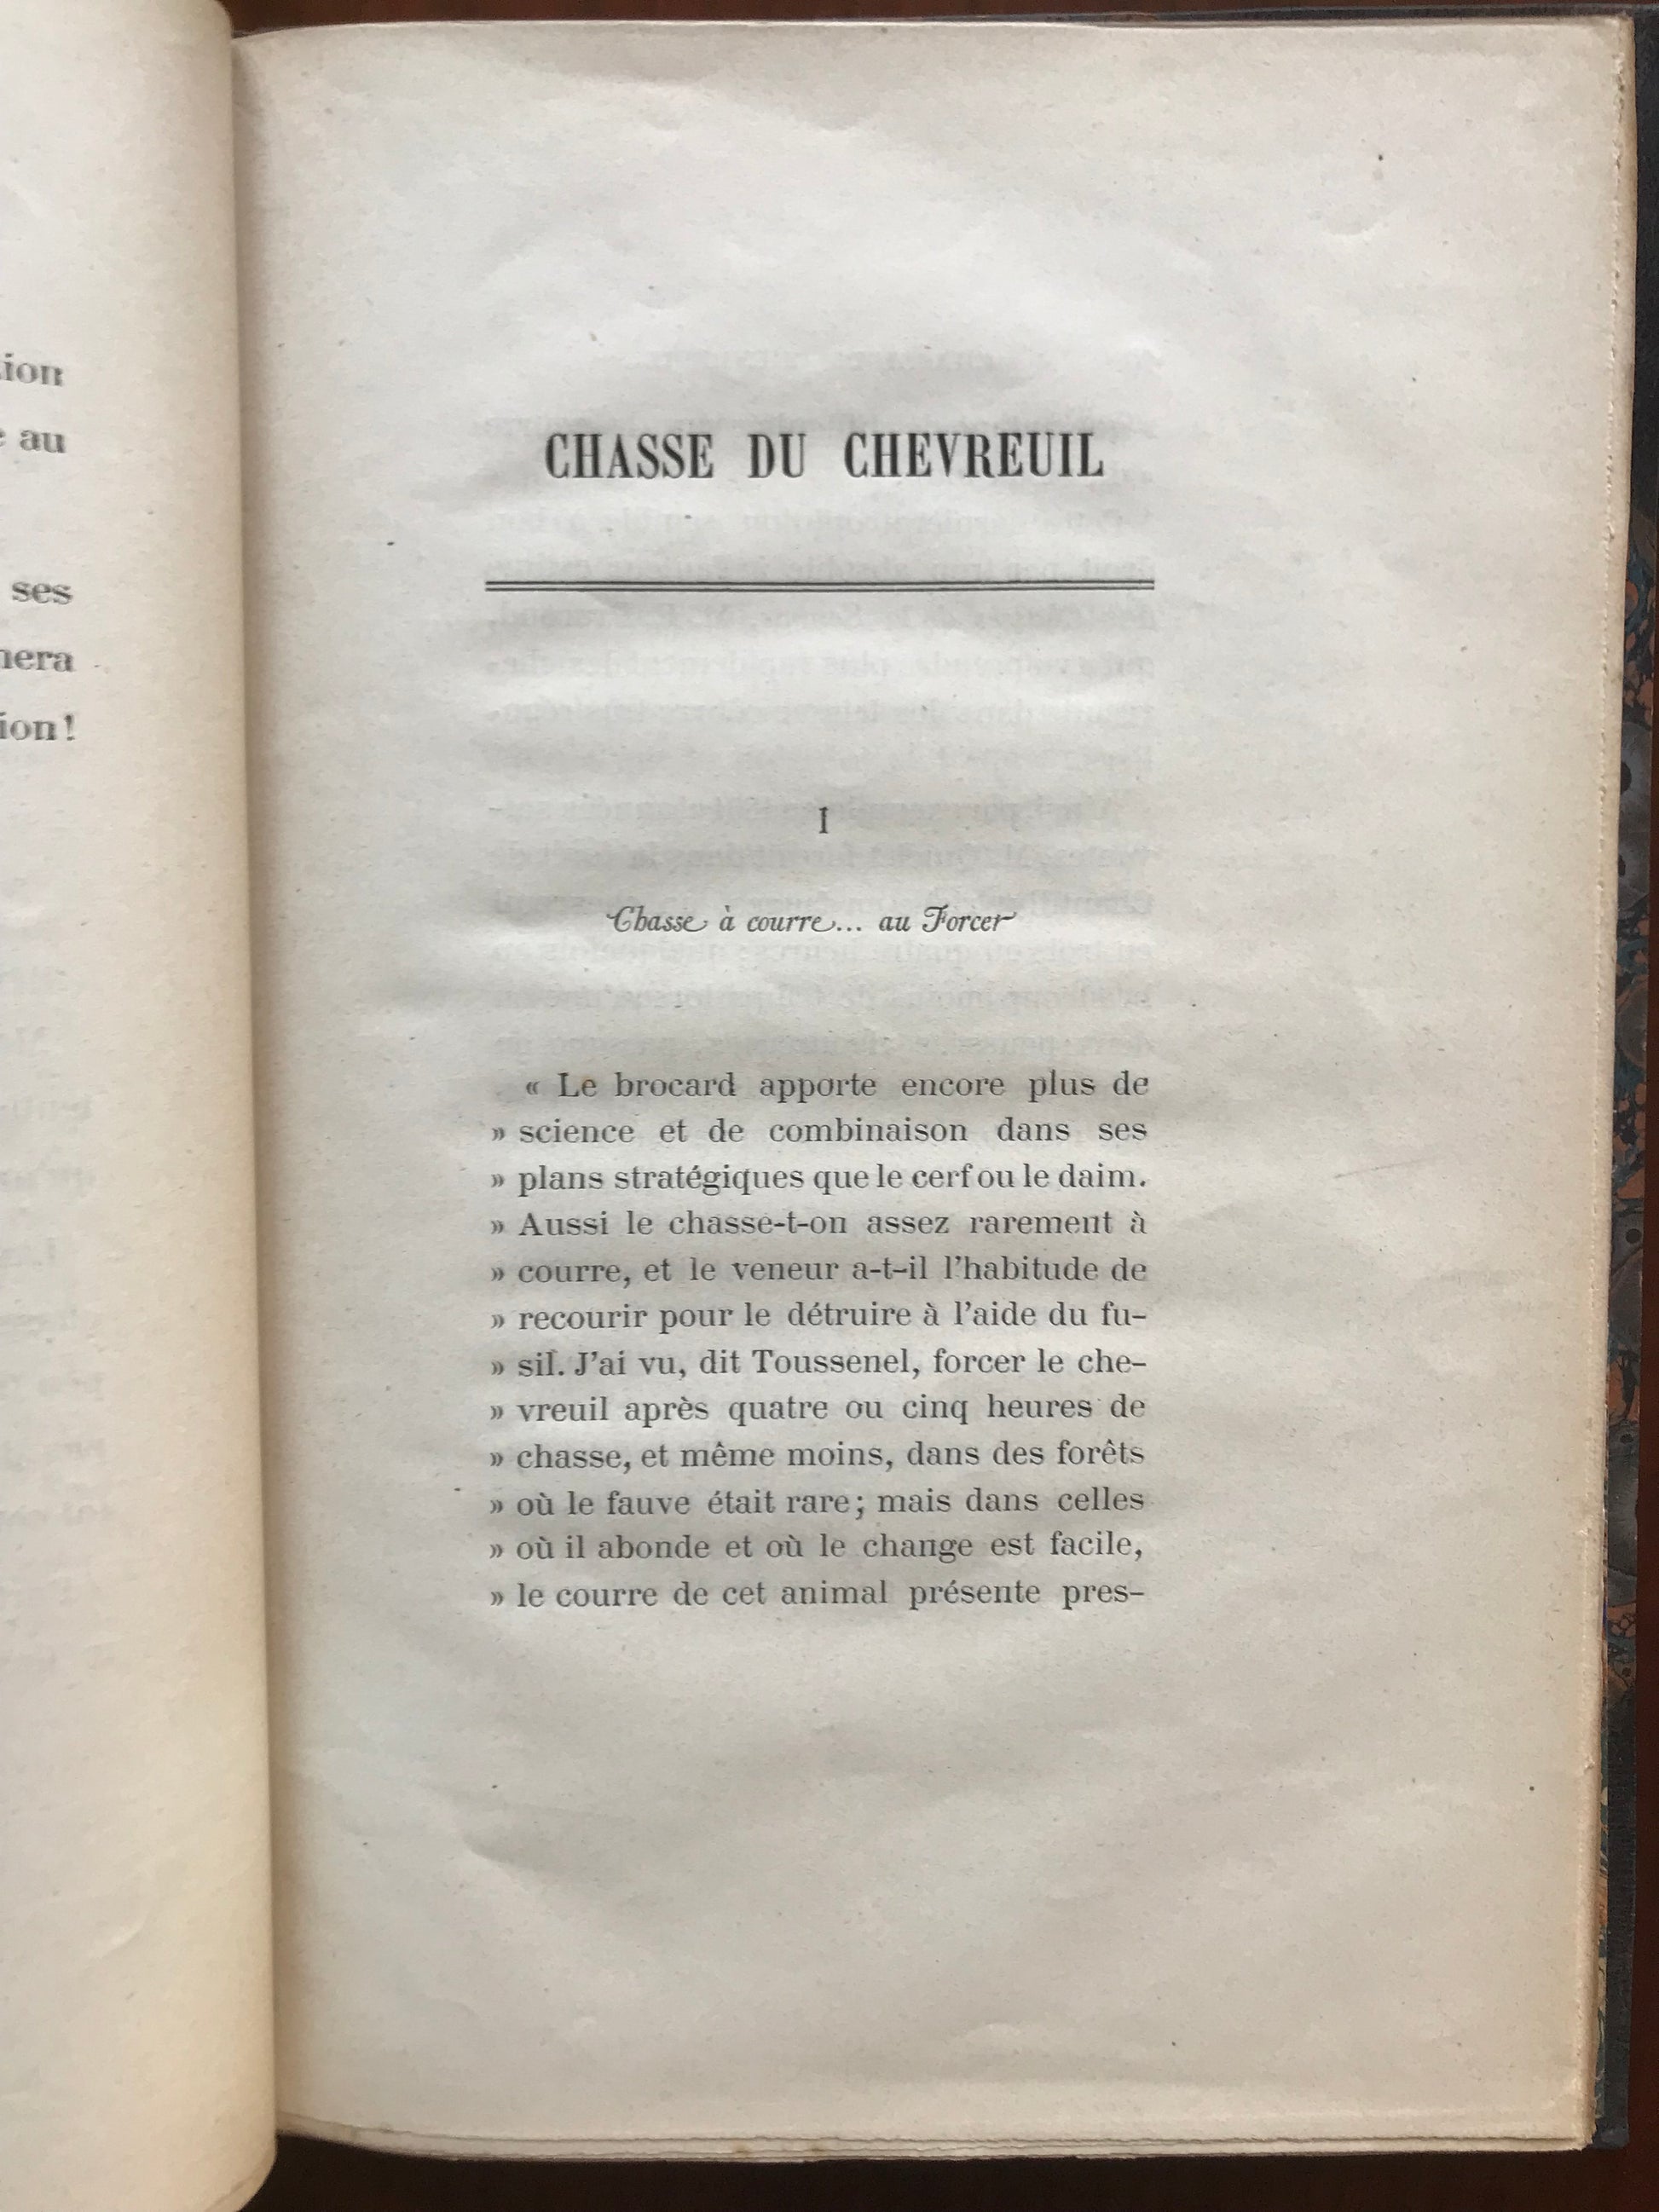 au
ses
CHASSE DU CHEVREUIL
I
Chasse à courre... au Forcer
« Le brocard apporte encore plus de
» science et de combinaison dans ses
» plans stratégiques que le cerf ou le daim.
» Aussi le chasse-t-on assez rarement à
» courre, et le veneur a-t-il l'habitude de
» recourir pour le détruire à l'aide du fu-
» sil. J'ai vu, dit Toussenel, forcer le che-
» vreuil après quatre ou cinq heures de
» chasse, et même moins, dans des forêts
» où le fauve était rare; mais dans celles
» où il abonde et où le change est facile,
» le courre de cet animal présente pres-